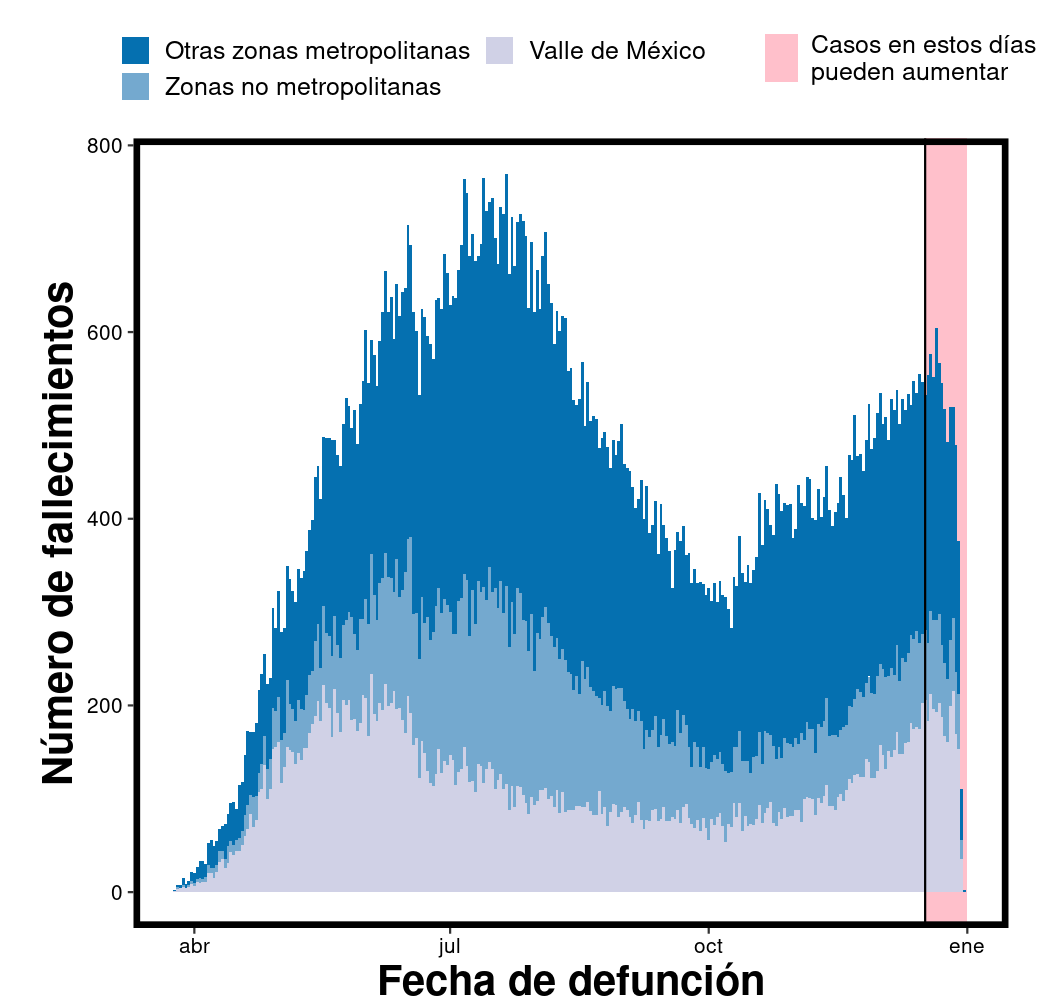 Otras zonas metropolitanas
Zonas no metropolitanas
Valle de México
Casos en estos días
pueden aumentar
Número de fallecimientos
800
600
400
200
0
abr
jul
oct
ene
Fecha de defunción